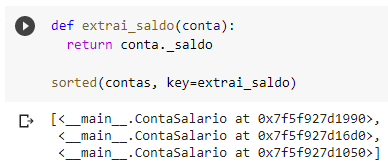 def extrai_saldo(conta):
  return conta._saldo
sorted(contas, key=extrai_saldo)
[<__main__.ContaSalario at 0x7f5f927d1990>,
 <__main__.ContaSalario at 0x7f5f927d16d0>,
 <__main__.ContaSalario at 0x7f5f927d1050>]